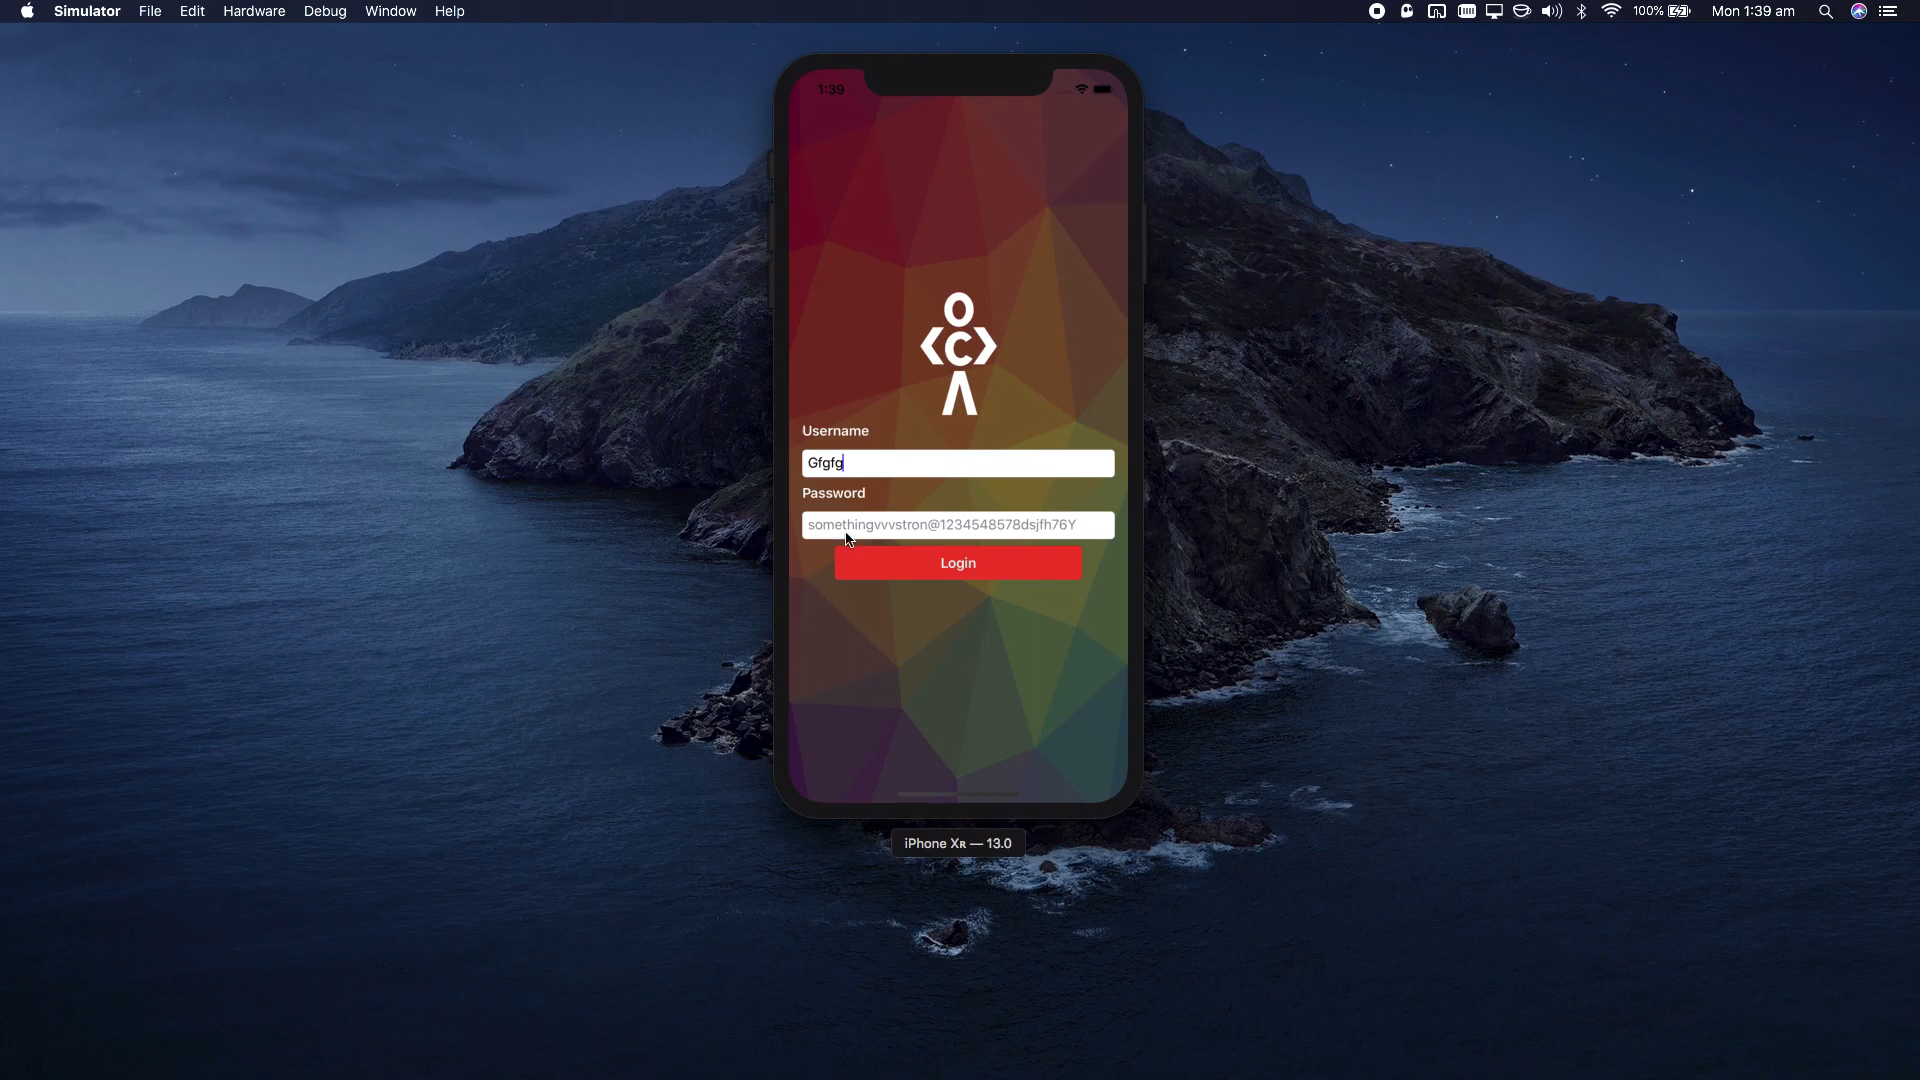 Simulator File Edit Hardware Debug Window Help 100% Mon 1:39 am
1:39
O
<C>
Λ
Username
Gfgfg
Password
somethingvvvstron@1234548578dsjfh76Y
Login
iPhone Xʀ — 13.0